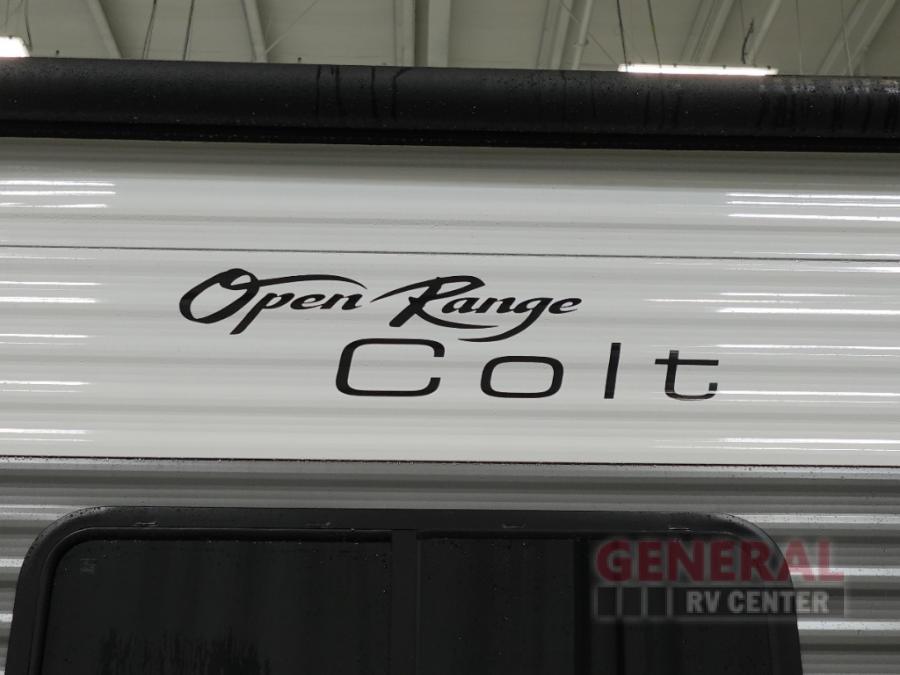 Open Range
Colt
GENERAL
RV CENTER